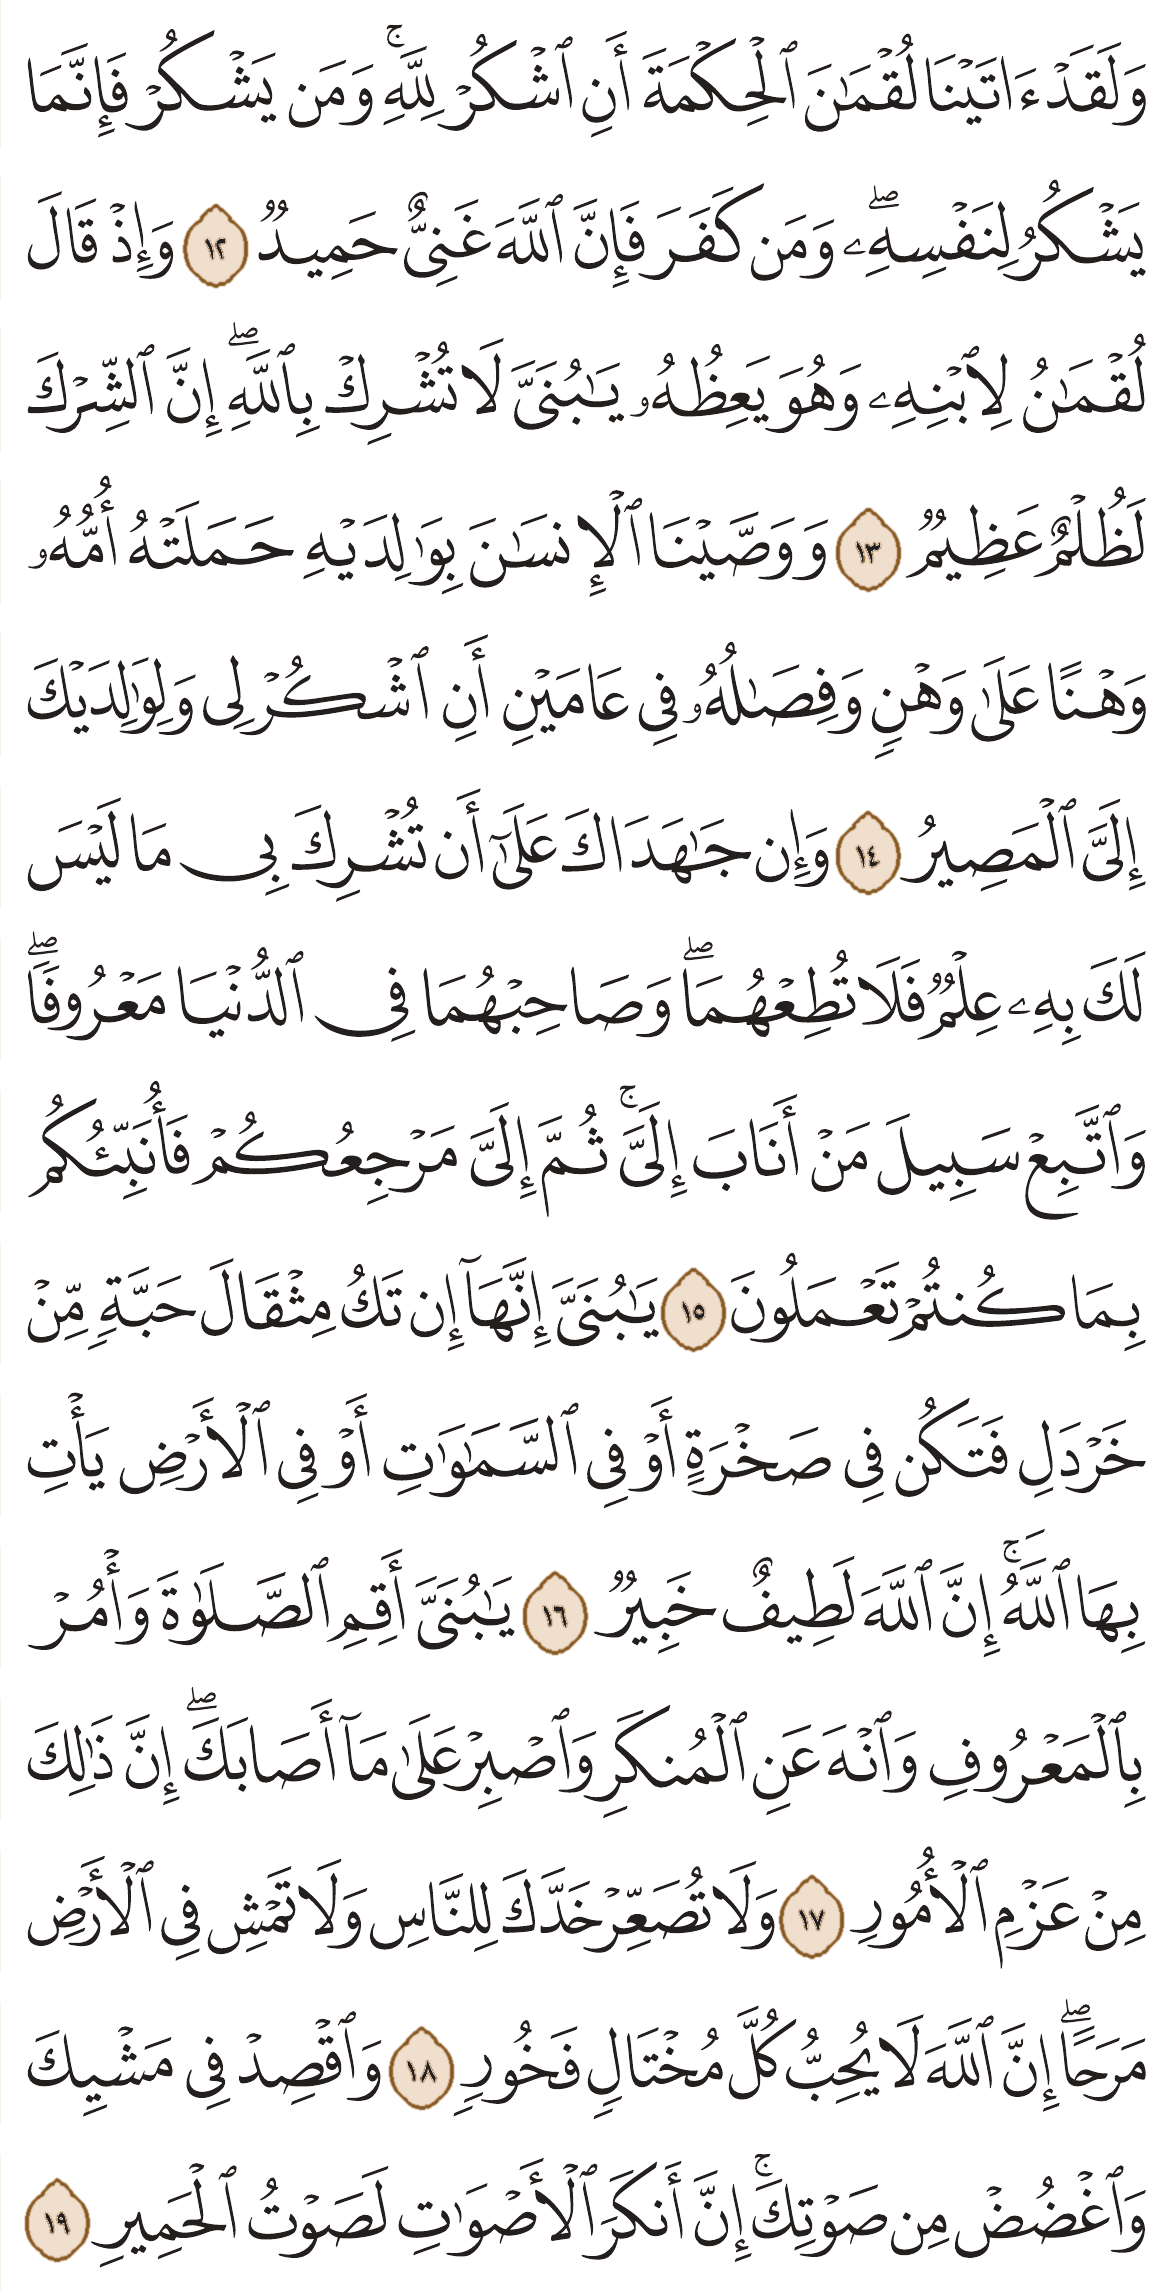 وَلَقَدۡ ءَاتَيۡنَا لُقۡمَٰنَ ٱلۡحِكۡمَةَ أَنِ ٱشۡكُرۡ لِلَّهِۚ وَمَن يَشۡكُرۡ فَإِنَّمَا
يَشۡكُرُ لِنَفۡسِهِۦۖ وَمَن كَفَرَ فَإِنَّ ٱللَّهَ غَنِيٌّ حَمِيدٞ ١٢ وَإِذۡ قَالَ
لُقۡمَٰنُ لِٱبۡنِهِۦ وَهُوَ يَعِظُهُۥ يَٰبُنَيَّ لَا تُشۡرِكۡ بِٱللَّهِۖ إِنَّ ٱلشِّرۡكَ
لَظُلۡمٌ عَظِيمٞ ١٣ وَوَصَّيۡنَا ٱلۡإِنسَٰنَ بِوَٰلِدَيۡهِ حَمَلَتۡهُ أُمُّهُۥ
وَهۡنًا عَلَىٰ وَهۡنٖ وَفِصَٰلُهُۥ فِي عَامَيۡنِ أَنِ ٱشۡكُرۡ لِي وَلِوَٰلِدَيۡكَ
إِلَيَّ ٱلۡمَصِيرُ ١٤ وَإِن جَٰهَدَاكَ عَلَىٰٓ أَن تُشۡرِكَ بِي مَا لَيۡسَ
لَكَ بِهِۦ عِلۡمٞ فَلَا تُطِعۡهُمَاۖ وَصَاحِبۡهُمَا فِي ٱلدُّنۡيَا مَعۡرُوفٗاۖ
وَٱتَّبِعۡ سَبِيلَ مَنۡ أَنَابَ إِلَيَّۚ ثُمَّ إِلَيَّ مَرۡجِعُكُمۡ فَأُنَبِّئُكُم
بِمَا كُنتُمۡ تَعۡمَلُونَ ١٥ يَٰبُنَيَّ إِنَّهَآ إِن تَكُ مِثۡقَالَ حَبَّةٖ مِّنۡ
خَرۡدَلٖ فَتَكُن فِي صَخۡرَةٍ أَوۡ فِي ٱلسَّمَٰوَٰتِ أَوۡ فِي ٱلۡأَرۡضِ يَأۡتِ
بِهَا ٱللَّهُۚ إِنَّ ٱللَّهَ لَطِيفٌ خَبِيرٞ ١٦ يَٰبُنَيَّ أَقِمِ ٱلصَّلَوٰةَ وَأۡمُرۡ
بِٱلۡمَعۡرُوفِ وَٱنۡهَ عَنِ ٱلۡمُنكَرِ وَٱصۡبِرۡ عَلَىٰ مَآ أَصَابَكَۖ إِنَّ ذَٰلِكَ
مِنۡ عَزۡمِ ٱلۡأُمُورِ ١٧ وَلَا تُصَعِّرۡ خَدَّكَ لِلنَّاسِ وَلَا تَمۡشِ فِي ٱلۡأَرۡضِ
مَرَحًاۖ إِنَّ ٱللَّهَ لَا يُحِبُّ كُلَّ مُخۡتَالٖ فَخُورٖ ١٨ وَٱقۡصِدۡ فِي مَشۡيِكَ
وَٱغۡضُضۡ مِن صَوۡتِكَۚ إِنَّ أَنكَرَ ٱلۡأَصۡوَٰتِ لَصَوۡتُ ٱلۡحَمِيرِ ١٩